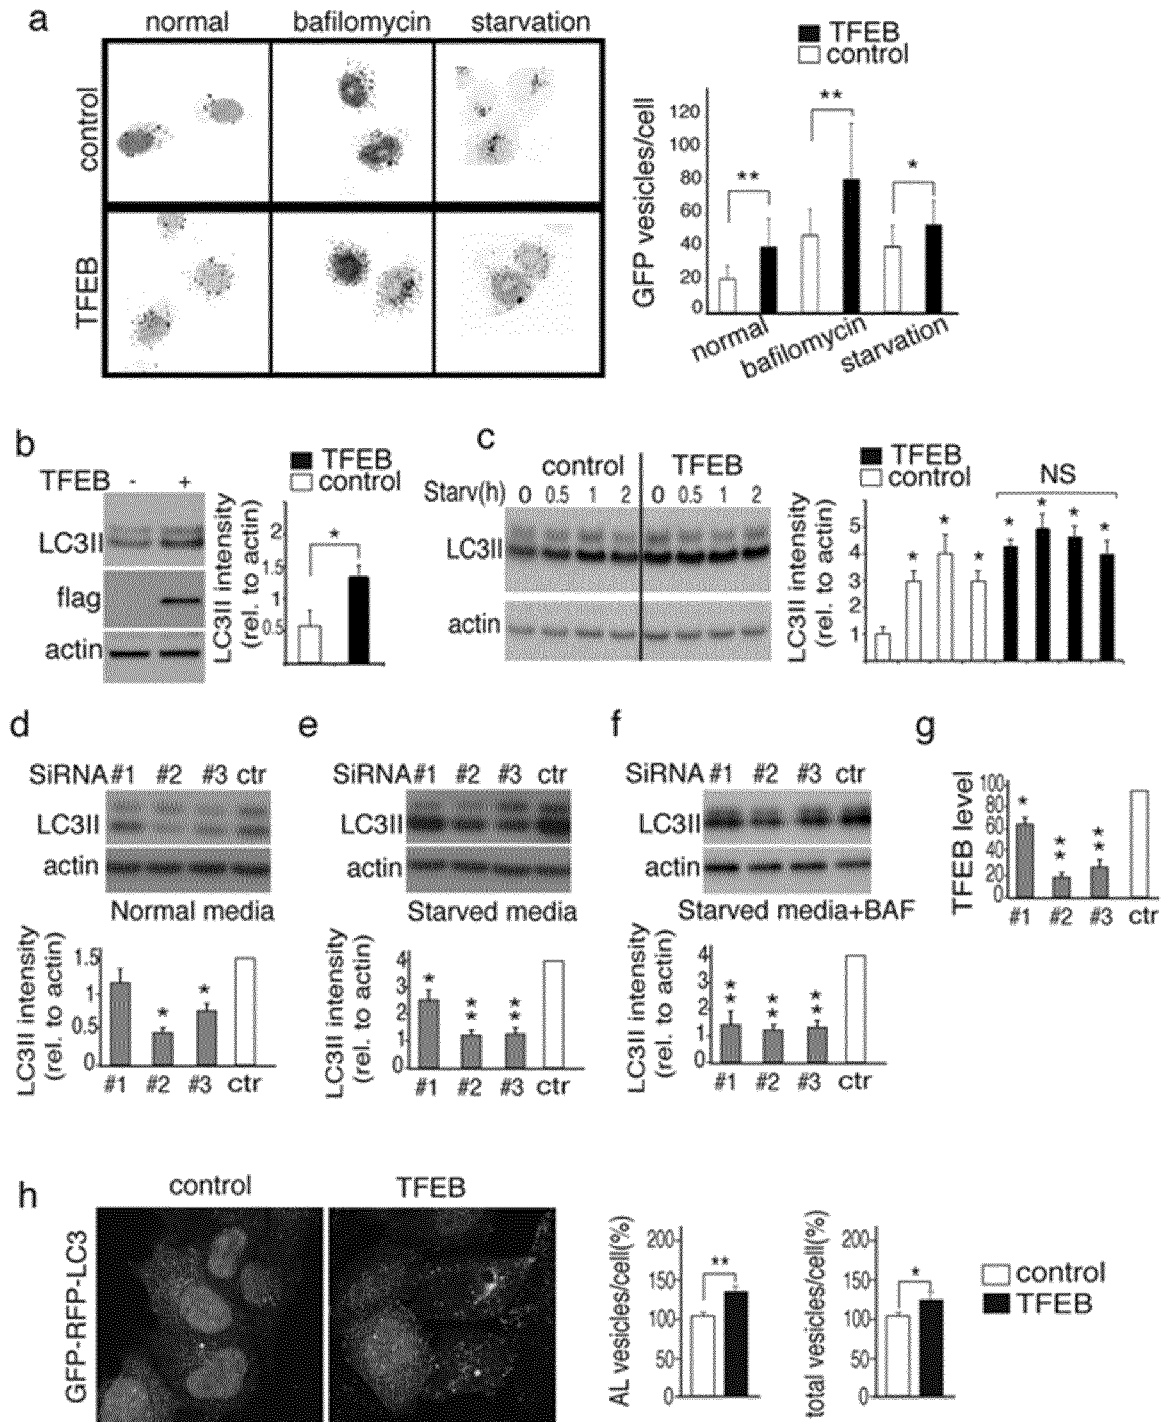 a
normal bafilomycin starvation
control
TFEB
TFEB
control
GFP vesicles/cell
120
100
80
60
40
20
0
** ** *
normal bafilomycin starvation
b
TFEB - +
LC3II
flag
actin
TFEB
control
LC3II intensity
(rel. to actin)
2
1.5
1
0.5
*
c
control TFEB
Starv(h) 0 0.5 1 2 0 0.5 1 2
LC3II
actin
TFEB
control
NS
LC3II intensity
(rel. to actin)
5
4
3
2
1
* * * * * * *
d
SiRNA #1 #2 #3 ctr
LC3II
actin
Normal media
LC3II intensity
(rel. to actin)
1.5
1
0.5
0
* *
#1 #2 #3 ctr
e
SiRNA #1 #2 #3 ctr
LC3II
actin
Starved media
LC3II intensity
(rel. to actin)
4
3
2
1
0
* ** **
#1 #2 #3 ctr
f
SiRNA #1 #2 #3 ctr
LC3II
actin
Starved media+BAF
LC3II intensity
(rel. to actin)
4
3
2
1
0
** ** **
#1 #2 #3 ctr
g
TFEB level
100
80
60
40
20
0
* ** **
#1 #2 #3 ctr
h
control TFEB
GFP-RFP-LC3
AL vesicles/cell(%)
200
150
100
50
0
**
total vesicles/cell(%)
200
150
100
50
0
*
control
TFEB